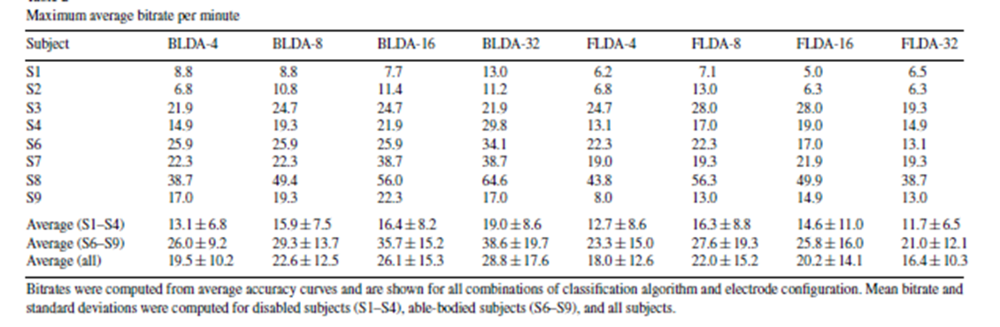 Maximum average bitrate per minute
Subject BLDA-4 BLDA-8 BLDA-16 BLDA-32 FLDA-4 FLDA-8 FLDA-16 FLDA-32
S1 8.8 8.8 7.7 13.0 6.2 7.1 5.0 6.5
S2 6.8 10.8 11.4 11.2 6.8 13.0 6.3 6.3
S3 21.9 24.7 24.7 21.9 24.7 28.0 28.0 19.3
S4 14.9 19.3 21.9 29.8 13.1 17.0 19.0 14.9
S6 25.9 25.9 25.9 34.1 22.3 22.3 17.0 13.1
S7 22.3 22.3 38.7 38.7 19.0 19.3 21.9 19.3
S8 38.7 49.4 56.0 64.6 43.8 56.3 49.9 38.7
S9 17.0 19.3 22.3 17.0 8.0 13.0 14.9 13.0
Average (S1–S4) 13.1±6.8 15.9±7.5 16.4±8.2 19.0±8.6 12.7±8.6 16.3±8.8 14.6±11.0 11.7±6.5
Average (S6–S9) 26.0±9.2 29.3±13.7 35.7±15.2 38.6±19.7 23.3±15.0 27.6±19.3 25.8±16.0 21.0±12.1
Average (all) 19.5±10.2 22.6±12.5 26.1±15.3 28.8±17.6 18.0±12.6 22.0±15.2 20.2±14.1 16.4±10.3
Bitrates were computed from average accuracy curves and are shown for all combinations of classification algorithm and electrode configuration. Mean bitrate and
standard deviations were computed for disabled subjects (S1–S4), able-bodied subjects (S6–S9), and all subjects.